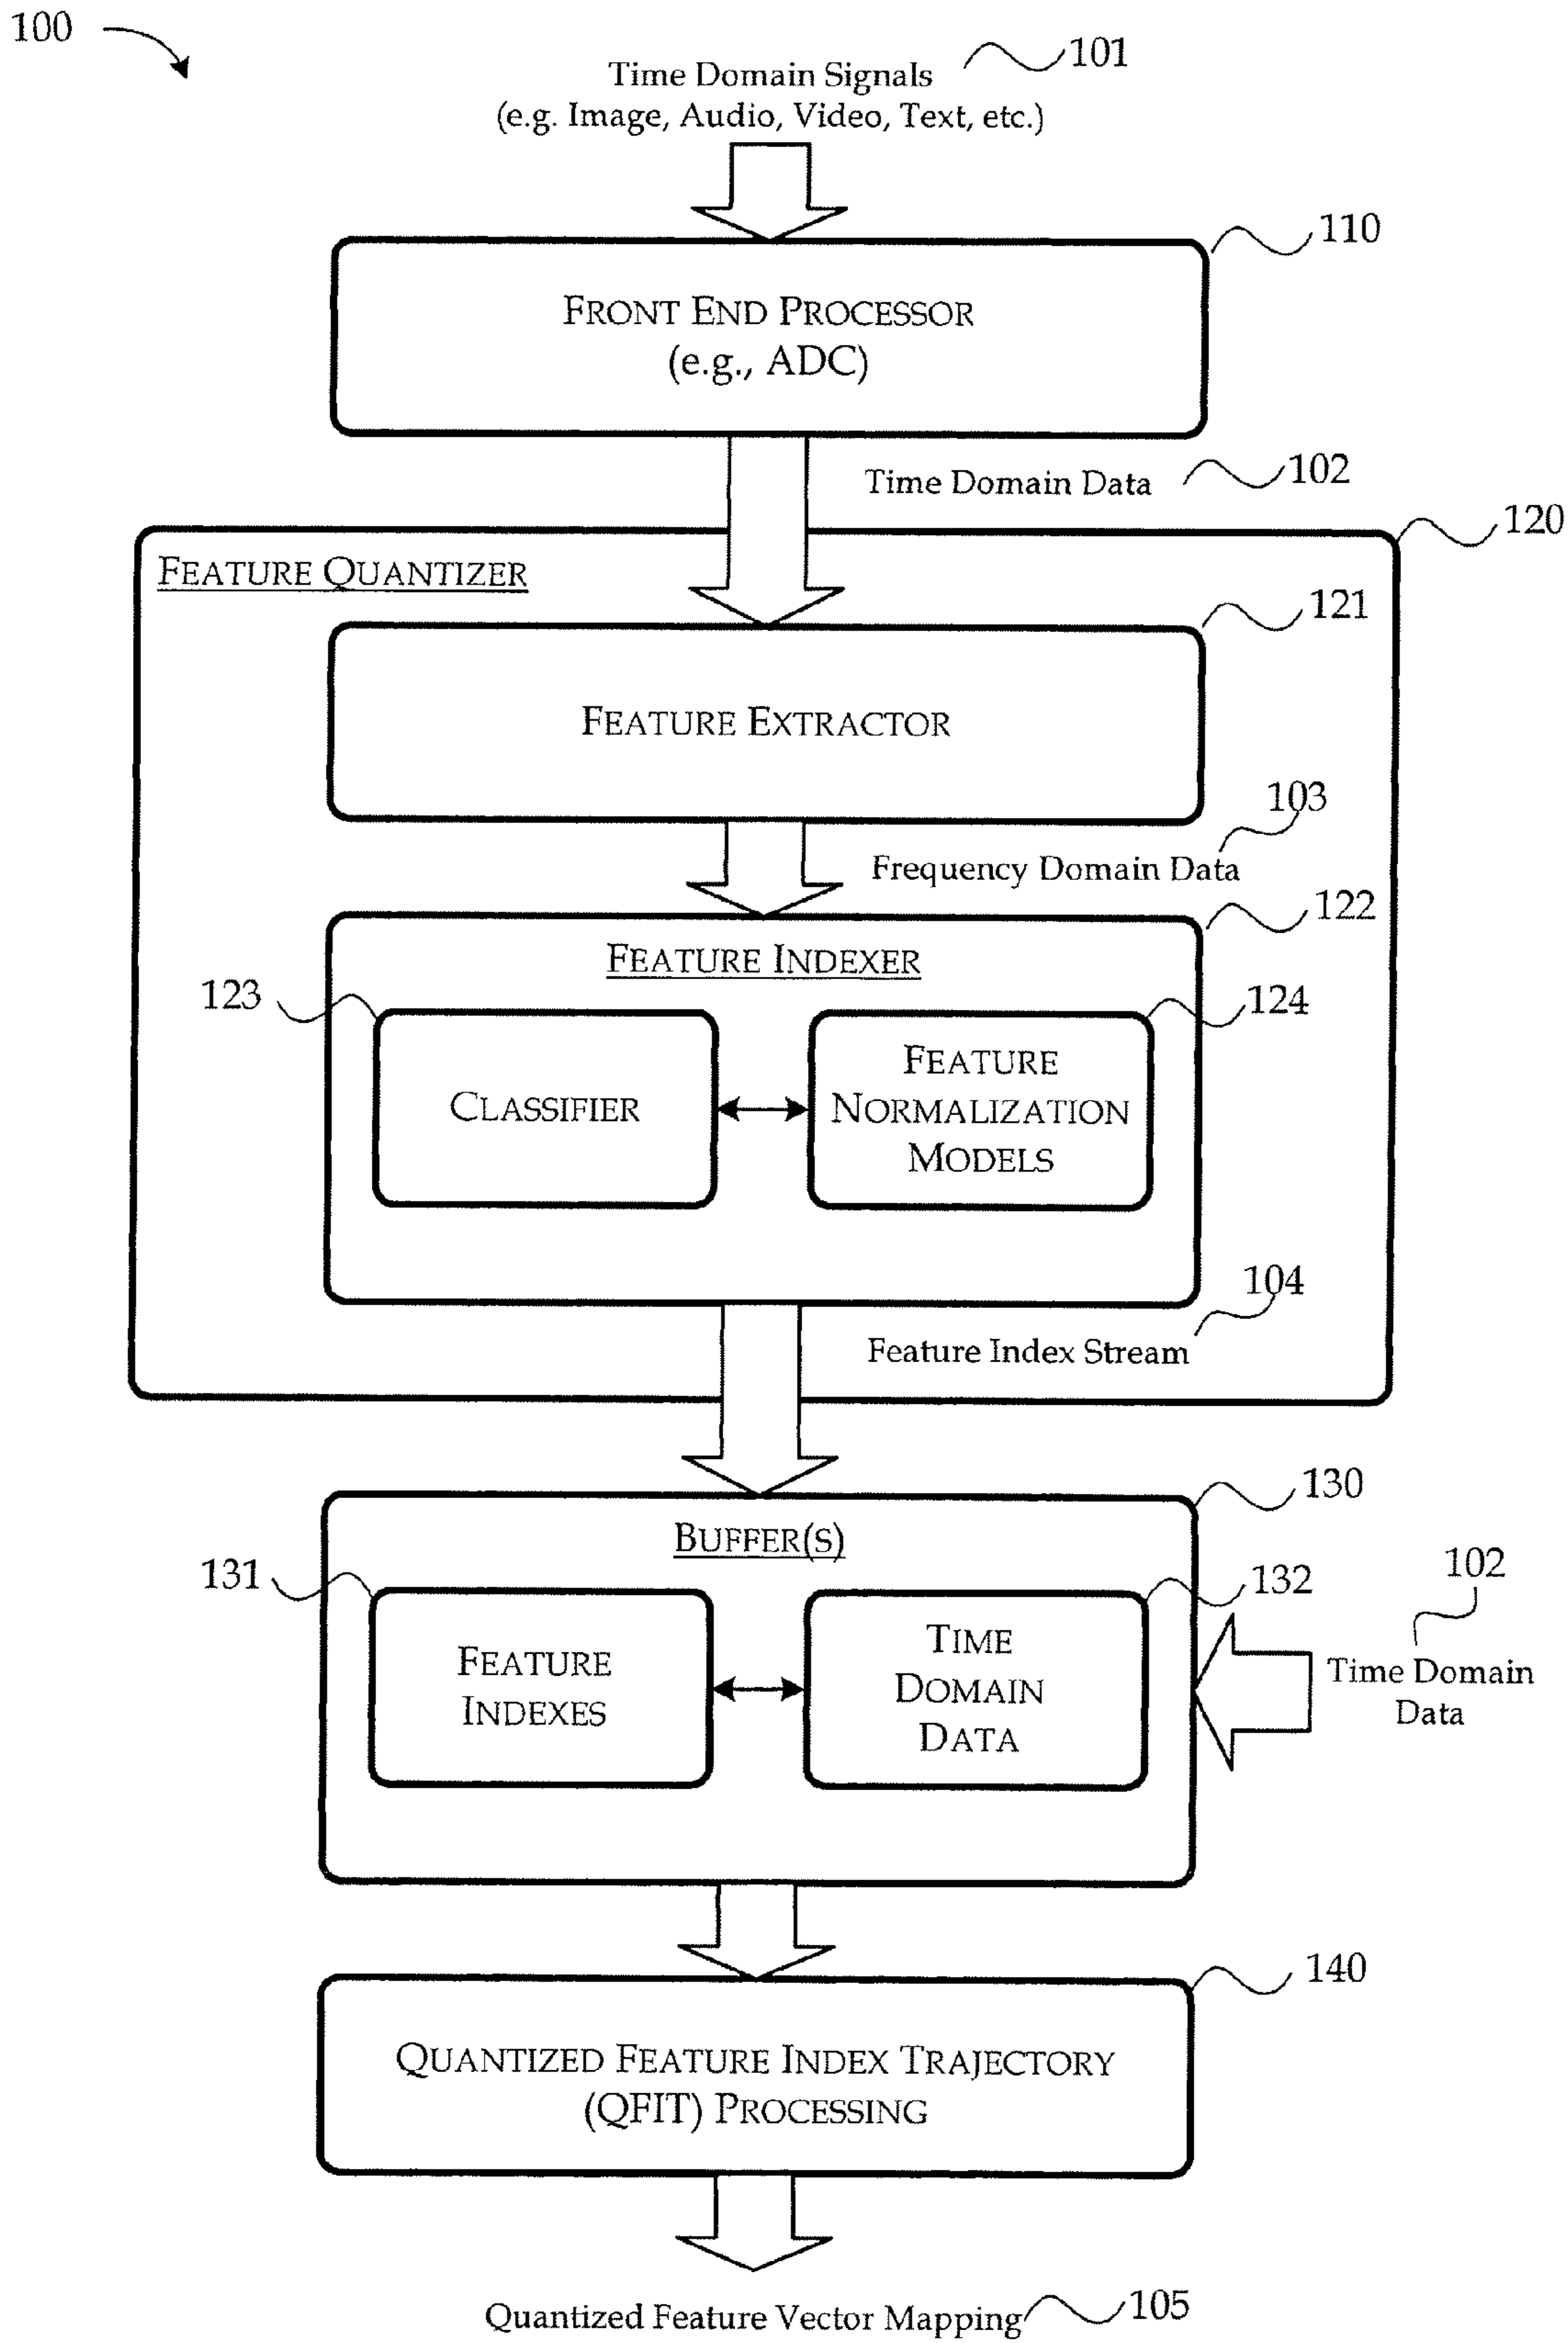 100
Time Domain Signals 101
(e.g. Image, Audio, Video, Text, etc.)
110
FRONT END PROCESSOR
(e.g., ADC)
Time Domain Data 102
120
FEATURE QUANTIZER
121
FEATURE EXTRACTOR
103
Frequency Domain Data
122
FEATURE INDEXER
123
124
CLASSIFIER
FEATURE
NORMALIZATION
MODELS
104
Feature Index Stream
130
BUFFER(S)
131
132
102
FEATURE
INDEXES
TIME
DOMAIN
DATA
Time Domain
Data
140
QUANTIZED FEATURE INDEX TRAJECTORY
(QFIT) PROCESSING
Quantized Feature Vector Mapping 105